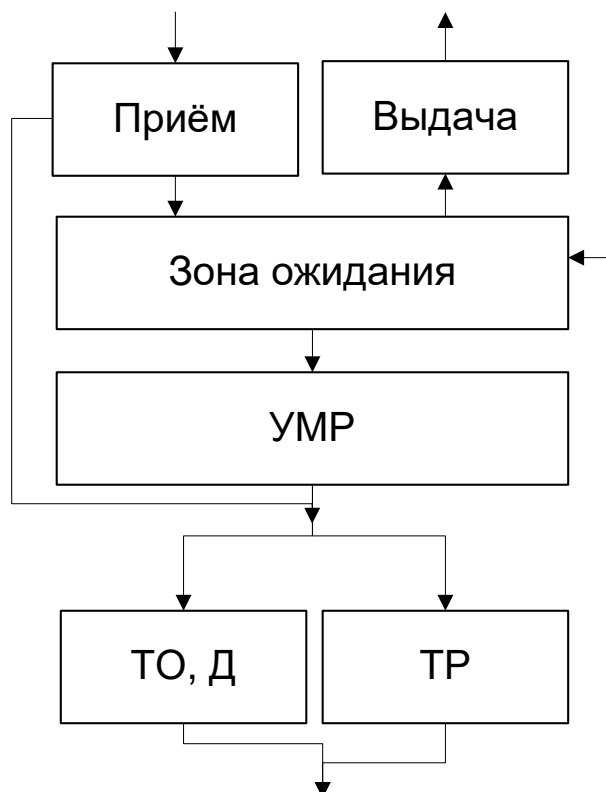 Приём
Выдача
Зона ожидания
УМР
ТО, Д
ТР